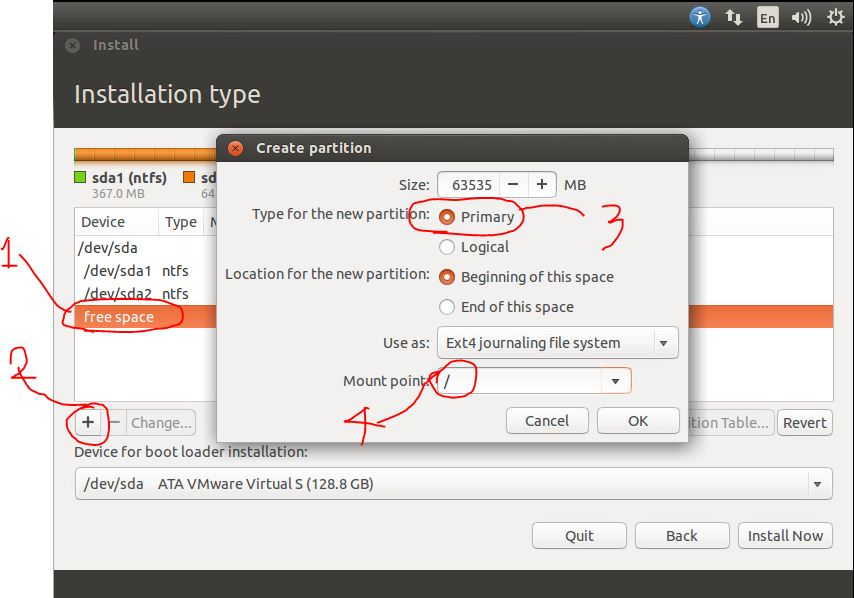 En
Install
Installation type
Create partition
Size: 63535 MB
sda1 (ntfs) sd
367.0 MB 64
Type for the new partition: Primary 3
Device Type
Logical
/dev/sda
1
/dev/sda1 ntfs
Location for the new partition: Beginning of this space
/dev/sda2 ntfs
End of this space
free space
Use as: Ext4 journaling file system
2
Mount point: /
4
+ − Change...
Cancel OK
ition Table... Revert
Device for boot loader installation:
/dev/sda ATA VMware Virtual S (128.8 GB)
Quit Back Install Now